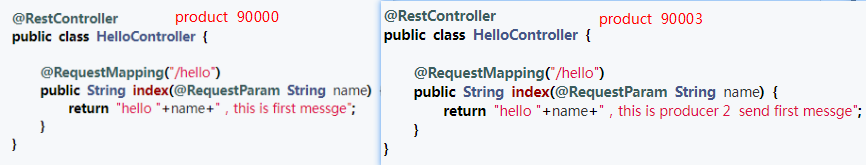 @RestController product 90000
public class HelloController {
@RequestMapping("/hello")
public String index(@RequestParam String name) {
return "hello "+name+" , this is first messge";
}
}
@RestController product 90003
public class HelloController {
@RequestMapping("/hello")
public String index(@RequestParam String name) {
return "hello "+name+" , this is producer 2 send first messge";
}
}